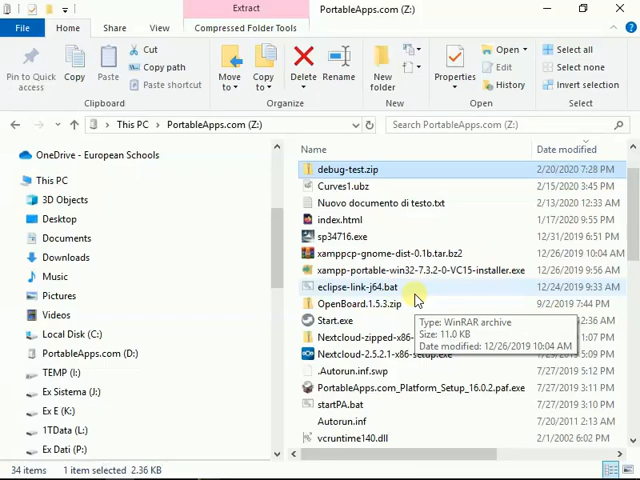 Extract
PortableApps.com (Z:)
File
Home
Share
View
Compressed Folder Tools
Pin to Quick access
Copy
Paste
Cut
Copy path
Paste shortcut
Clipboard
Move to
Copy to
Delete
Rename
Organize
New folder
New
Properties
Open
Edit
History
Open
Select all
Select none
Invert selection
Select
This PC > PortableApps.com (Z:)
Search PortableApps.com (Z:)
OneDrive - European Schools
This PC
3D Objects
Desktop
Documents
Downloads
Music
Pictures
Videos
Local Disk (C:)
PortableApps.com (D:)
TEMP (I:)
Ex Sistema (J:)
Ex E (K:)
1TData (L:)
Ex Dati (P:)
Name Date modified
debug-test.zip 2/20/2020 7:28 PM
Curves1.ubz 2/15/2020 3:45 PM
Nuovo documento di testo.txt 2/13/2020 12:33 AM
index.html 1/17/2020 9:55 PM
sp34716.exe 12/31/2019 6:51 PM
xamppcp-gnome-dist-0.1b.tar.bz2 12/26/2019 10:04 AM
xampp-portable-win32-7.3.2-0-VC15-installer.exe 12/26/2019 9:56 AM
eclipse-link-j64.bat 12/24/2019 9:33 AM
OpenBoard.1.5.3.zip 9/2/2019 7:44 PM
Start.exe 12:36 AM
Nextcloud-zipped-x86- 1:07 PM
Nextcloud-2.5.2.1-x86-setup.exe 7/29/2019 5:09 PM
.Autorun.inf.swp 7/27/2019 3:11 PM
PortableApps.com_Platform_Setup_16.0.2.paf.exe 7/27/2019 3:11 PM
startPA.bat 7/27/2019 3:10 PM
Autorun.inf 7/20/2011 2:13 PM
vcruntime140.dll 2/1/2002 6:02 PM
Type: WinRAR archive
Size: 11.0 KB
Date modified: 12/26/2019 10:04 AM
34 items 1 item selected 2.36 KB